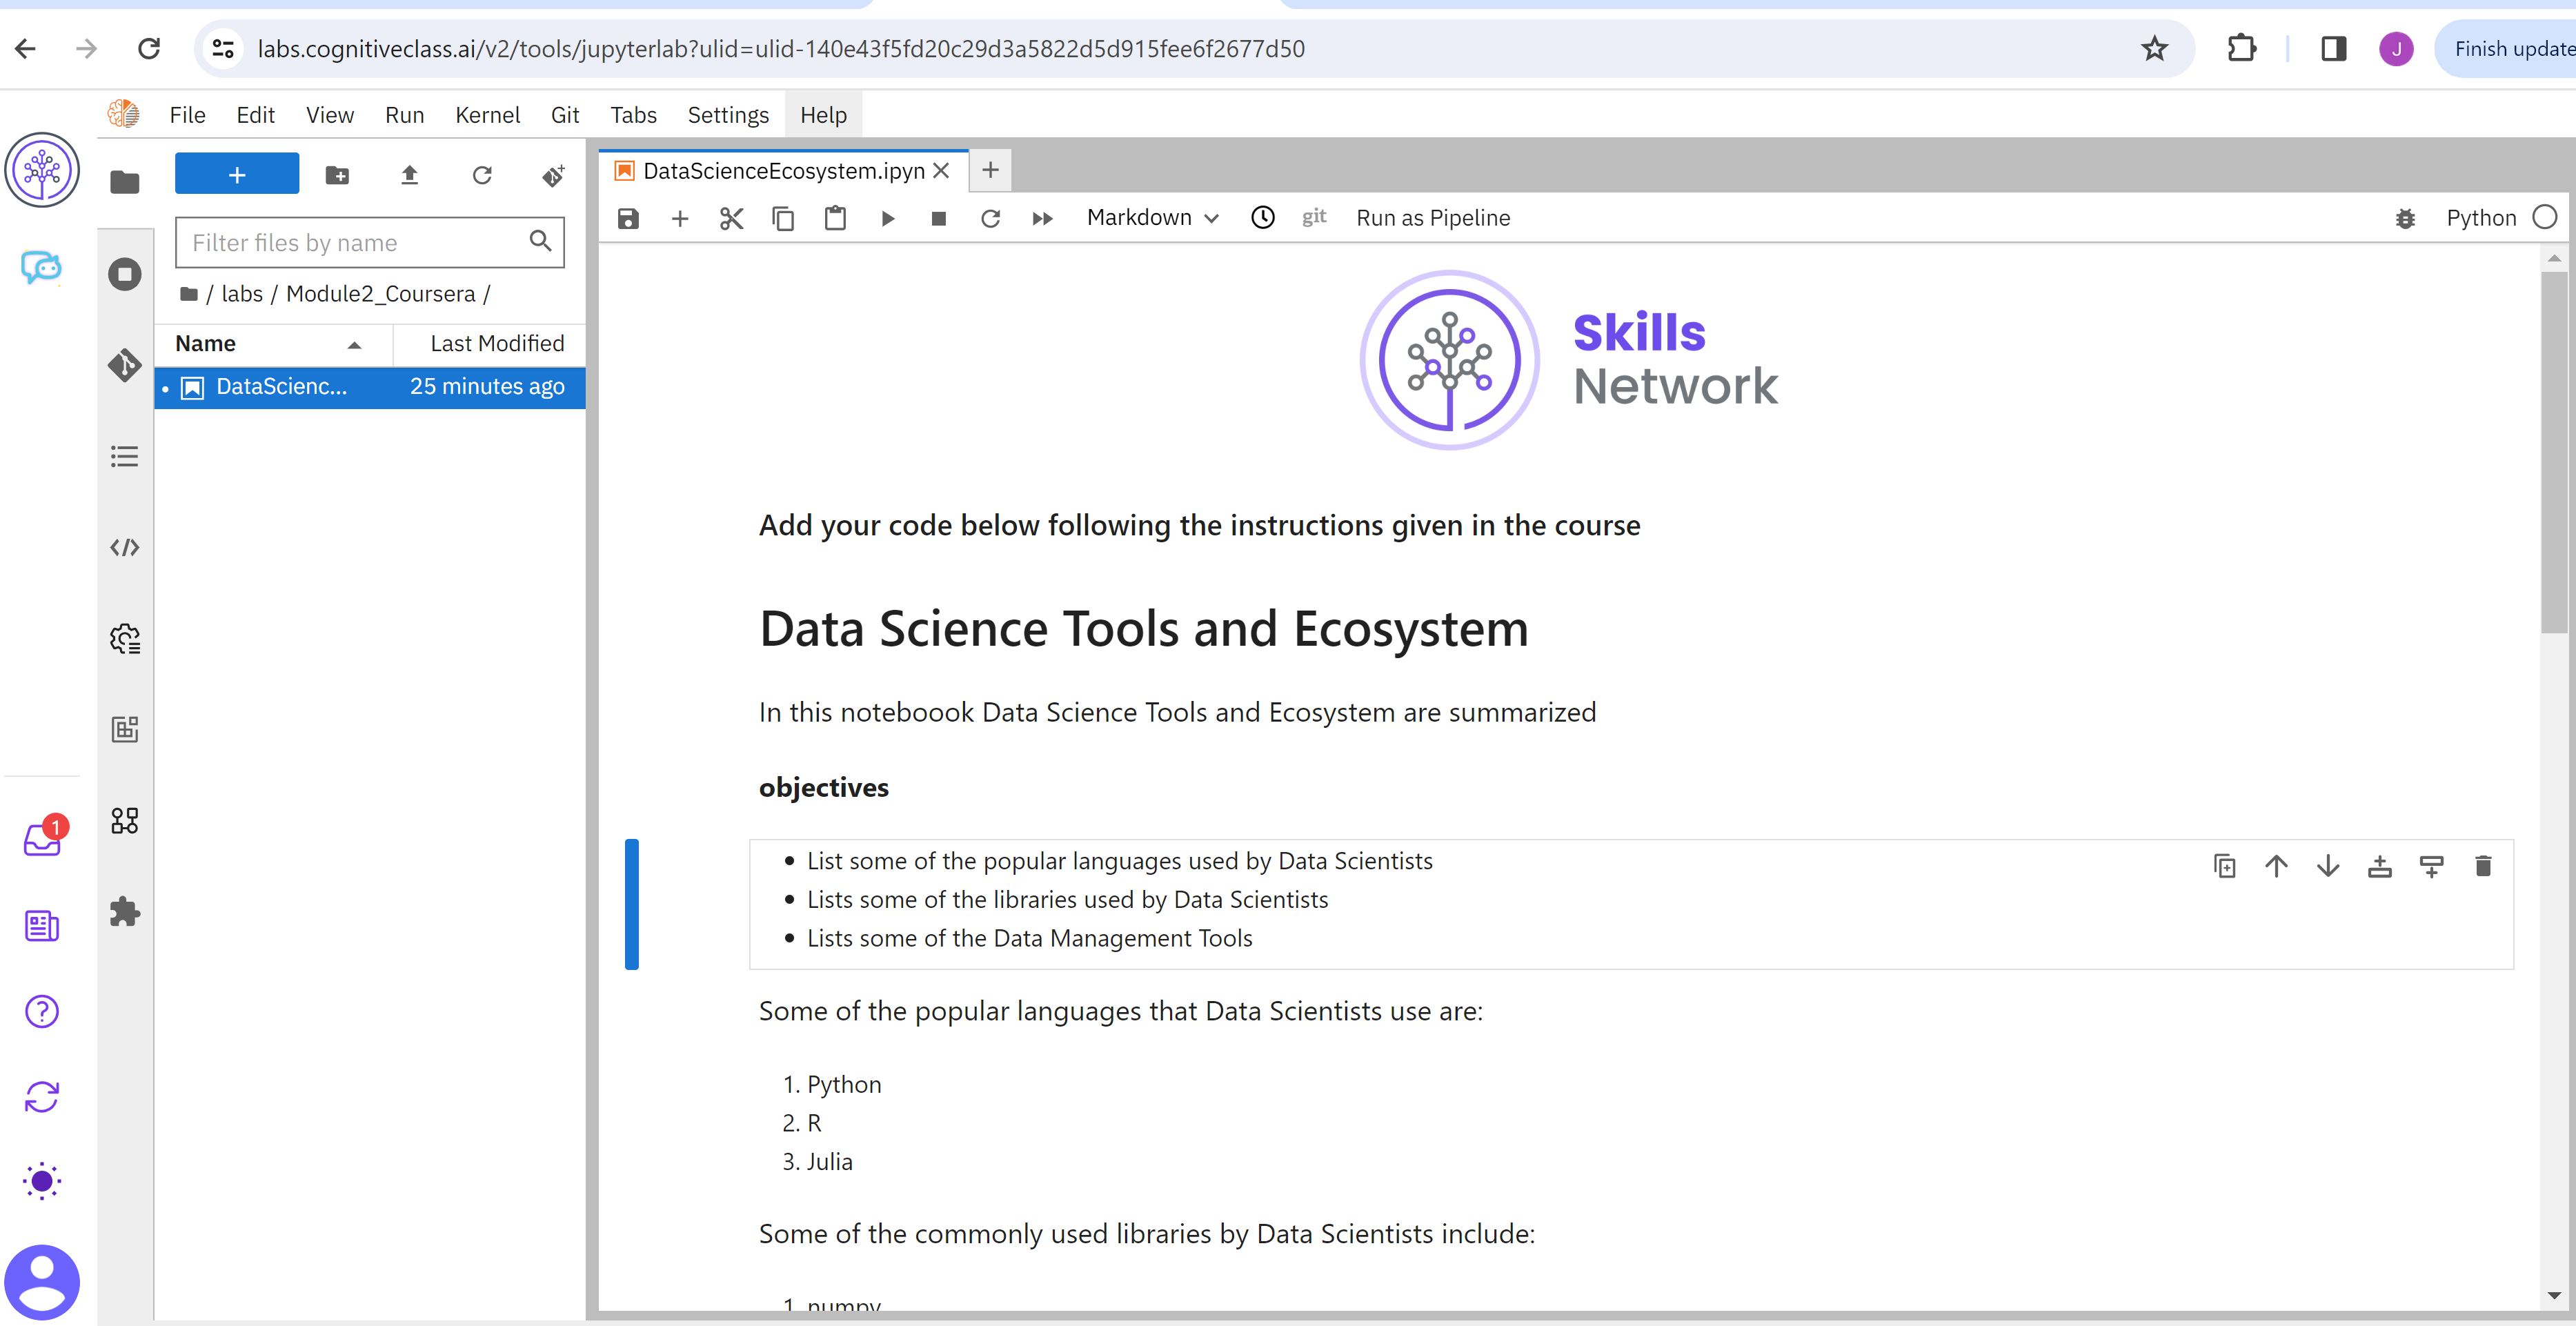 labs.cognitiveclass.ai/v2/tools/jupyterlab?ulid=ulid-140e43f5fd20c29d3a5822d5d915fee6f2677d50
J
Finish update
File Edit View Run Kernel Git Tabs Settings Help
+
DataScienceEcosystem.ipyn
Filter files by name
Markdown
git
Run as Pipeline
Python
/ labs / Module2_Coursera /
Name
Last Modified
DataScienc...
25 minutes ago
Skills
Network
Add your code below following the instructions given in the course
Data Science Tools and Ecosystem
In this noteboook Data Science Tools and Ecosystem are summarized
objectives
1
• List some of the popular languages used by Data Scientists
• Lists some of the libraries used by Data Scientists
• Lists some of the Data Management Tools
Some of the popular languages that Data Scientists use are:
1. Python
2. R
3. Julia
Some of the commonly used libraries by Data Scientists include:
1. numpy